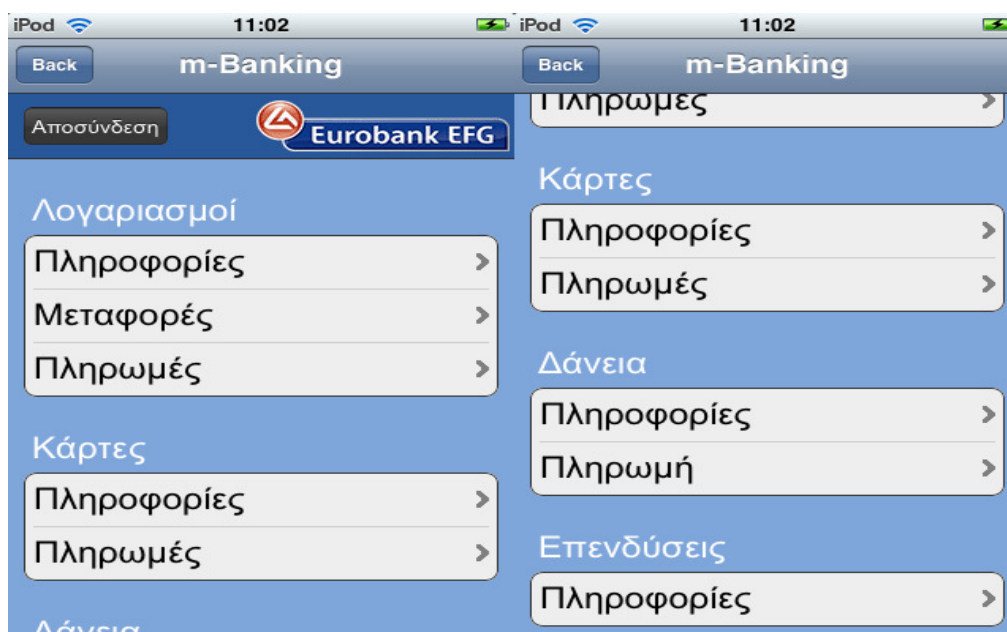 iPod 11:02
Back m-Banking
Αποσύνδεση Eurobank EFG
Λογαριασμοί
Πληροφορίες
Μεταφορές
Πληρωμές
Κάρτες
Πληροφορίες
Πληρωμές
Δάνεια
iPod 11:02
Back m-Banking
Πληρωμές
Κάρτες
Πληροφορίες
Πληρωμές
Δάνεια
Πληροφορίες
Πληρωμή
Επενδύσεις
Πληροφορίες